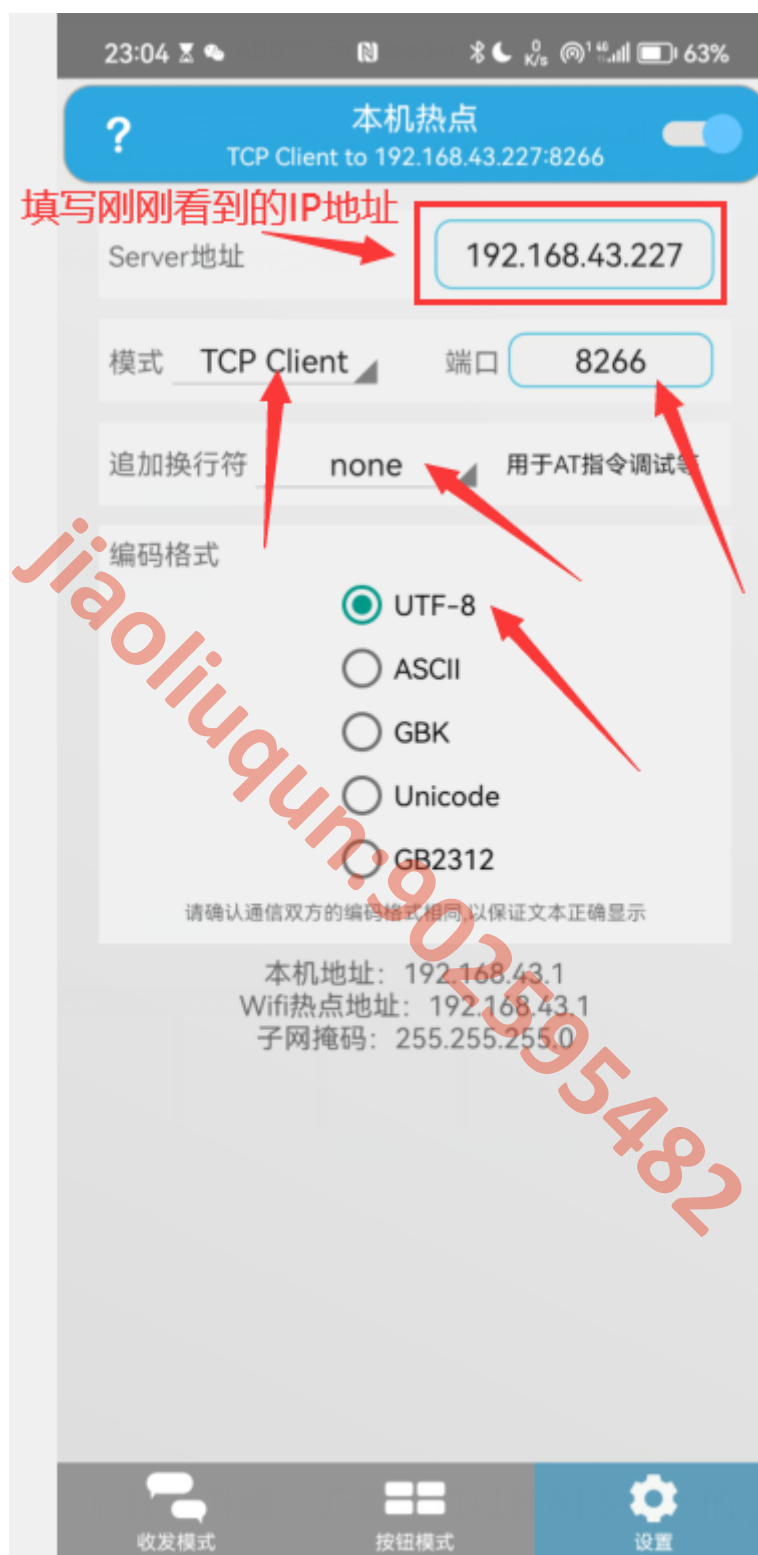 23:04
0 K/s
1 4G
63%
?
本机热点
TCP Client to 192.168.43.227:8266
填写刚刚看到的IP地址
Server地址 192.168.43.227
模式 TCP Client 端口 8266
追加换行符 none 用于AT指令调试等
编码格式
UTF-8
ASCII
GBK
Unicode
GB2312
请确认通信双方的编码格式相同,以保证文本正确显示
本机地址: 192.168.43.1
Wifi热点地址: 192.168.43.1
子网掩码: 255.255.255.0
jiaoliuqun:902595482
收发模式 按钮模式 设置